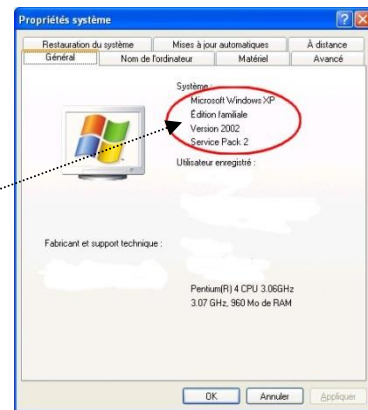 Propriétés système
Restauration du système Mises à jour automatiques À distance
Général Nom de l'ordinateur Matériel Avancé
Système :
Microsoft Windows XP
Édition familiale
Version 2002
Service Pack 2
Utilisateur enregistré :
Fabricant et support technique :
Pentium(R) 4 CPU 3.06GHz
3.07 GHz, 960 Mo de RAM
OK Annuler Appliquer